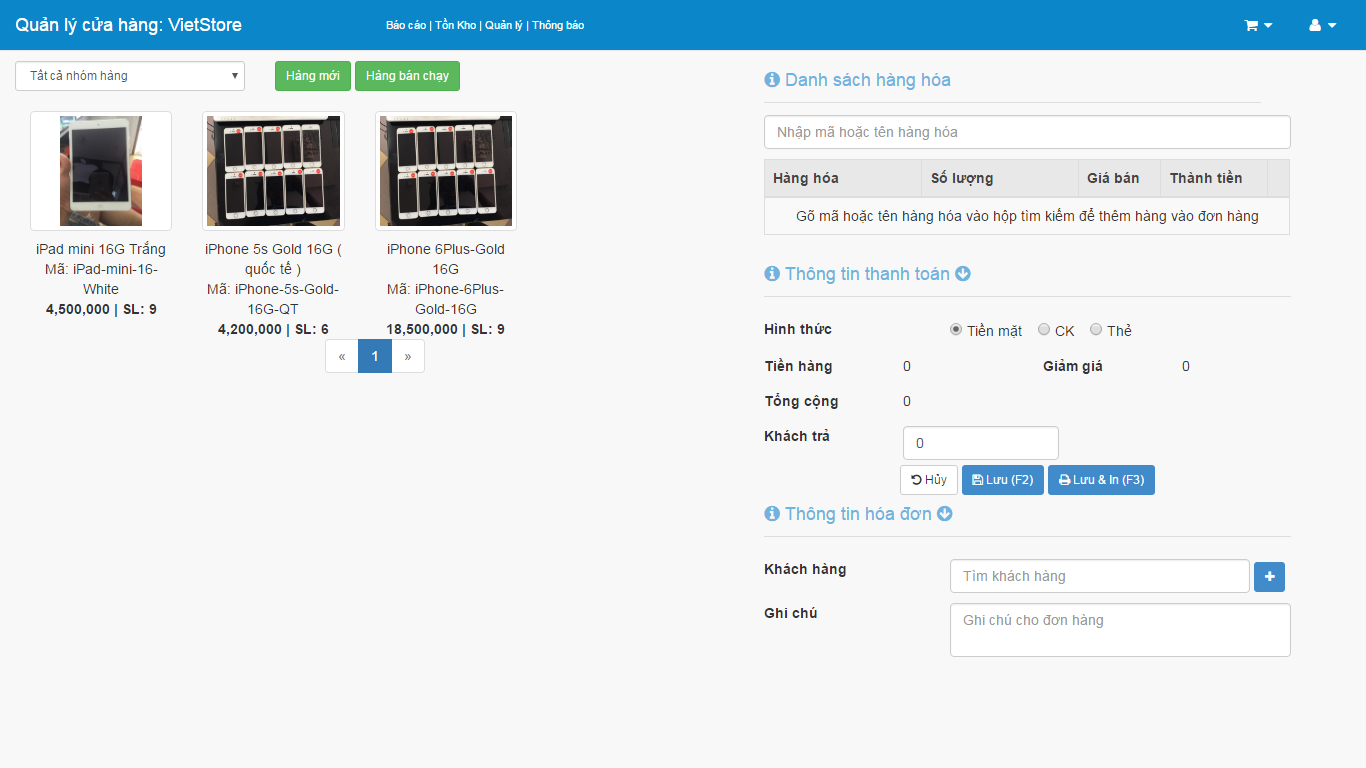 Quản lý cửa hàng: VietStore
Báo cáo | Tồn Kho | Quản lý | Thông báo
Tất cả nhóm hàng
Hàng mới
Hàng bán chạy
iPad mini 16G Trắng
Mã: iPad-mini-16-
White
4,500,000 | SL: 9
iPhone 5s Gold 16G (
quốc tế )
Mã: iPhone-5s-Gold-
16G-QT
4,200,000 | SL: 6
iPhone 6Plus-Gold
16G
Mã: iPhone-6Plus-
Gold-16G
18,500,000 | SL: 9
« 1 »
Danh sách hàng hóa
Nhập mã hoặc tên hàng hóa
Hàng hóa Số lượng Giá bán Thành tiền
Gõ mã hoặc tên hàng hóa vào hộp tìm kiếm để thêm hàng vào đơn hàng
Thông tin thanh toán
Hình thức Tiền mặt CK Thẻ
Tiền hàng 0 Giảm giá 0
Tổng cộng 0
Khách trả 0
Hủy Lưu (F2) Lưu & In (F3)
Thông tin hóa đơn
Khách hàng Tìm khách hàng
Ghi chú Ghi chú cho đơn hàng